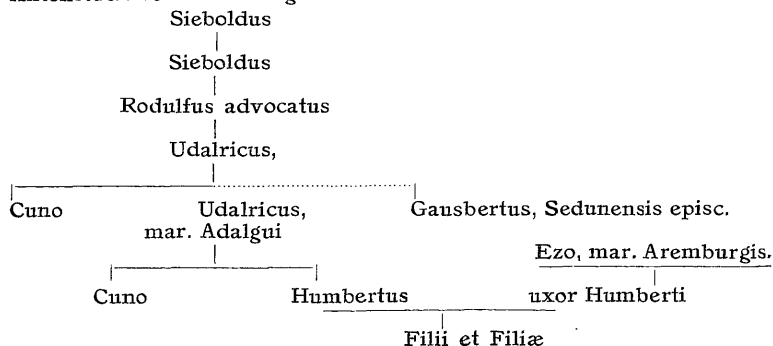 Sieboldus
Sieboldus
Rodulfus advocatus
Udalricus,
Cuno Udalricus, Gausbertus, Sedunensis episc.
mar. Adalgui
Ezo, mar. Aremburgis.
Cuno Humbertus uxor Humberti
Filii et Filiæ